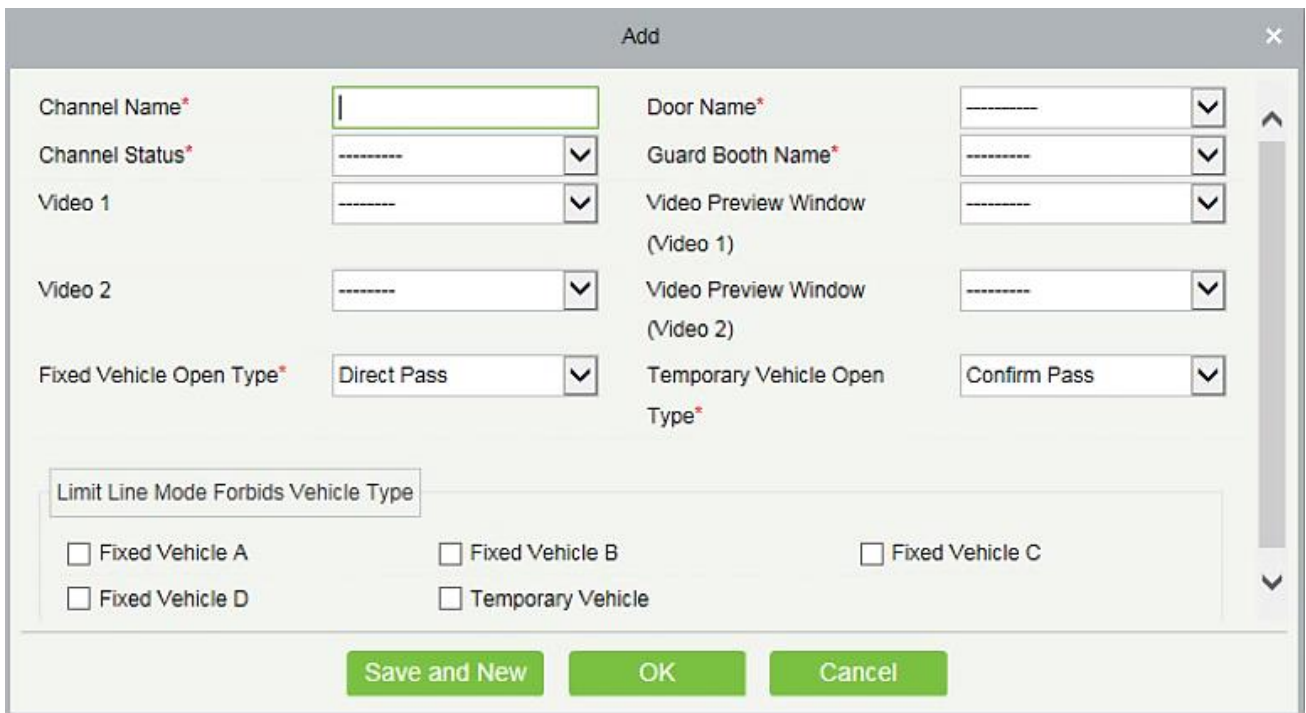 Add
Channel Name* Door Name* ----------
Channel Status* --------- Guard Booth Name* ---------
Video 1 -------- Video Preview Window ---------
(Video 1)
Video 2 -------- Video Preview Window ---------
(Video 2)
Fixed Vehicle Open Type* Direct Pass Temporary Vehicle Open Confirm Pass
Type*
Limit Line Mode Forbids Vehicle Type
Fixed Vehicle A Fixed Vehicle B Fixed Vehicle C
Fixed Vehicle D Temporary Vehicle
Save and New OK Cancel